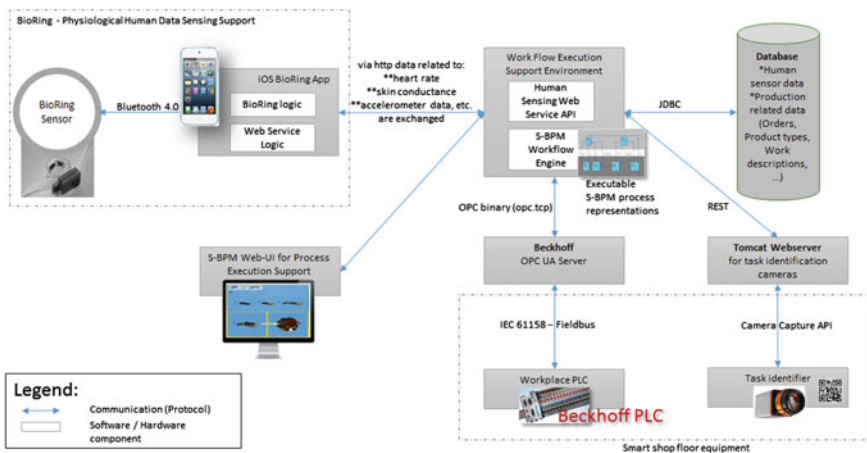 BioRing - Physiological Human Data Sensing Support
BioRing
Sensor
Bluetooth 4.0
iOS BioRing App
BioRing logic
Web Service
Logic
via http data related to:
**heart rate
**skin conductance
**accelerometer data, etc.
are exchanged
Work Flow Execution
Support Environment
Human
Sensing Web
Service API
S-BPM
Workflow
Engine
Executable
S-BPM process
representations
JDBC
Database
*Human
sensor data
*Production
related data
(Orders,
Product types,
Work
descriptions,
...)
OPC binary (opc.tcp)
REST
S-BPM Web-UI for Process
Execution Support
Beckhoff
OPC UA Server
Tomcat Webserver
for task identification
cameras
IEC 61158 – Fieldbus
Camera Capture API
Workplace PLC
Beckhoff PLC
Task identifier
Smart shop floor equipment
Legend:
Communication (Protocol)
Software / Hardware
component